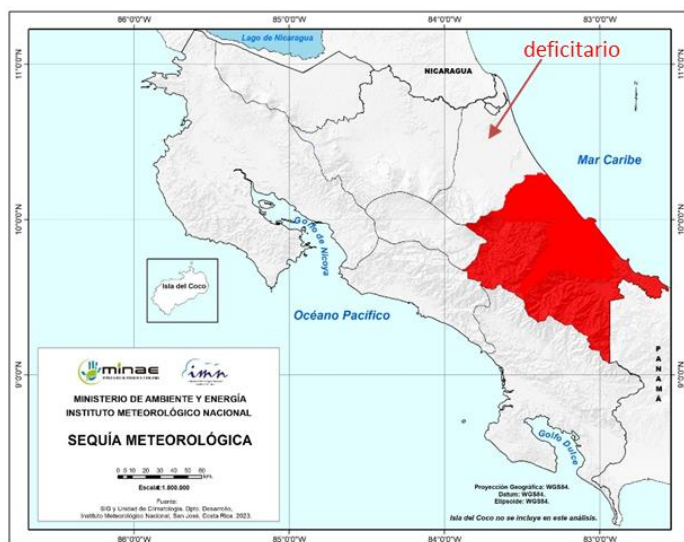 86°0'0"W
85°0'0"W
84°0'0"W
83°0'0"W
Lago de Nicaragua
deficitario
11°0'0"N
11°0'0"N
NICARAGUA
Mar Caribe
10°0'0"N
10°0'0"N
Golfo de Nicoya
Isla del Coco
Océano Pacífico
PANAMÁ
minae
imn
MINISTERIO DE AMBIENTE Y ENERGÍA
INSTITUTO METEOROLÓGICO NACIONAL
9°0'0"N
9°0'0"N
SEQUÍA METEOROLÓGICA
Golfo Dulce
0 5 10 20 30 40 50 60
Escala:1:800.000
Fuente:
SIG y Unidad de Climatología. Dpto. Desarrollo,
Instituto Meteorológico Nacional, San José, Costa Rica. 2023.
Proyección Geográfica: WGS84.
Datum: WGS84.
Elipsoide: WGS84.
Isla del Coco no se incluye en este análisis.
86°0'0"W
85°0'0"W
84°0'0"W
83°0'0"W